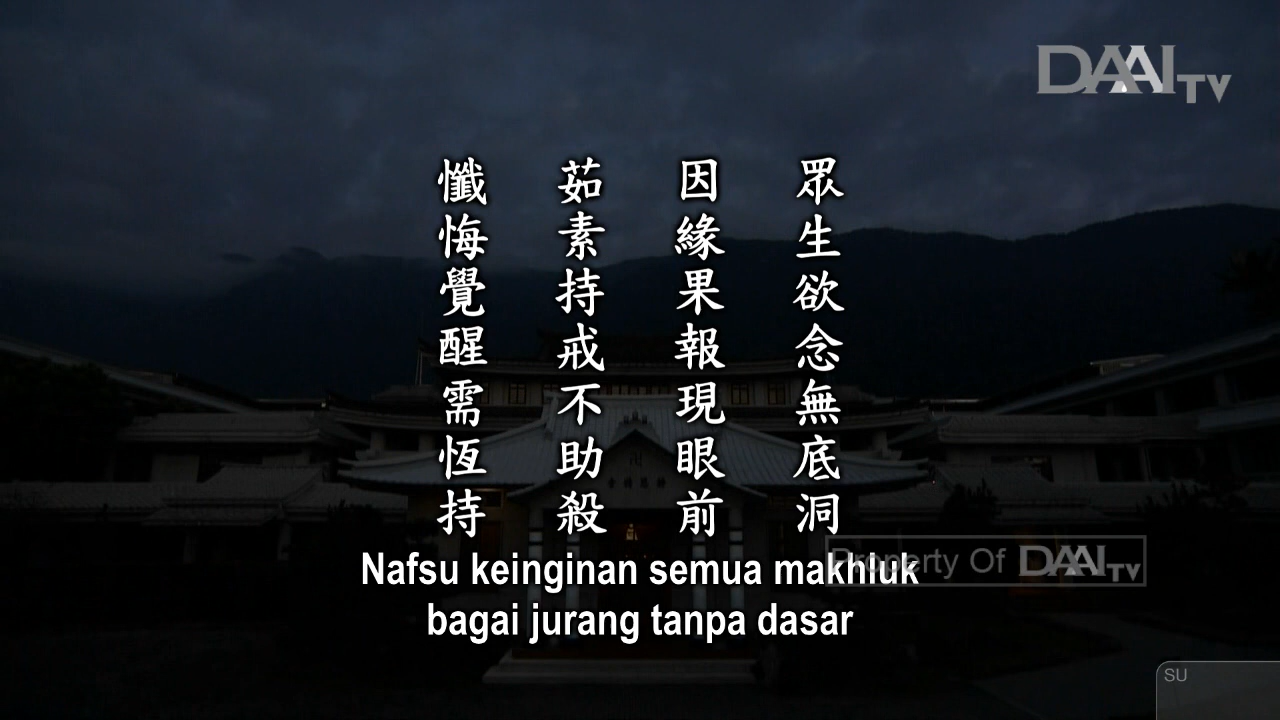 DAAI TV
眾生欲念無底洞
因緣果報現眼前
茹素持戒不助殺
懺悔覺醒需恆持
Nafsu keinginan semua makhluk
bagai jurang tanpa dasar
Property Of DAAI TV
SU